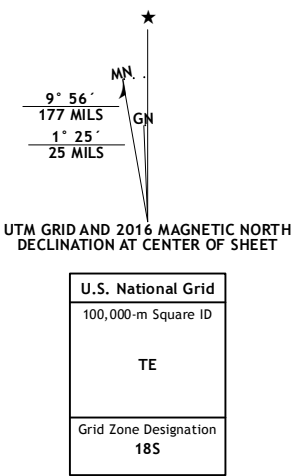 ★
MN
GN
9° 56´
177 MILS
1° 25´
25 MILS
UTM GRID AND 2016 MAGNETIC NORTH
DECLINATION AT CENTER OF SHEET
U.S. National Grid
100,000-m Square ID
TE
Grid Zone Designation
18S